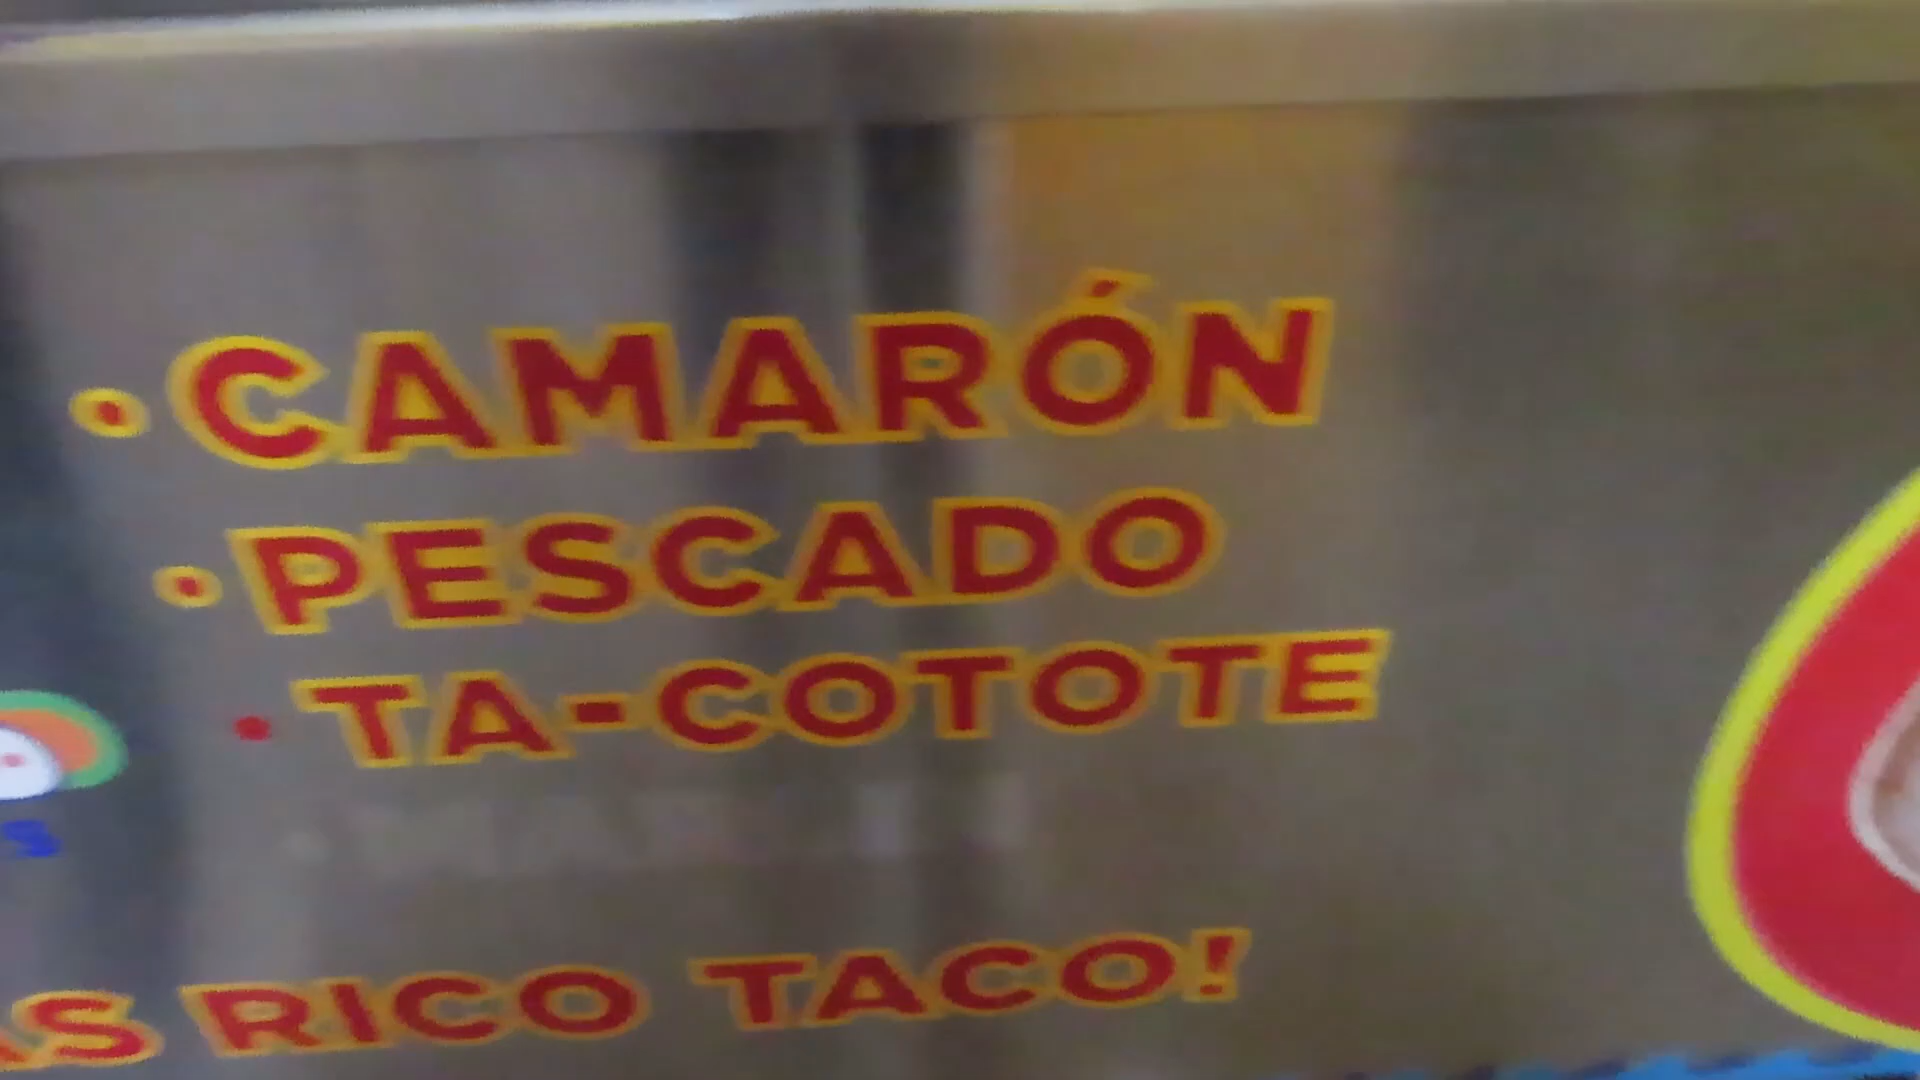 • CAMARÓN
• PESCADO
• TA-COTOTE
RICO TACO!